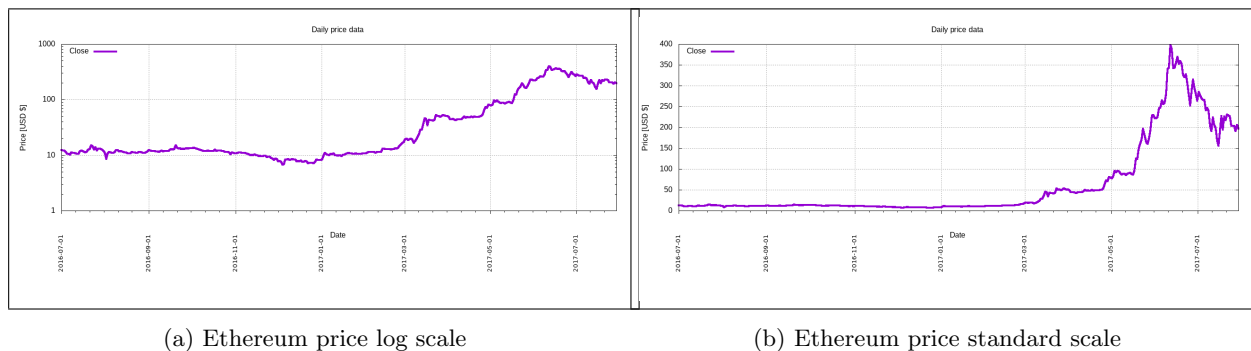 Daily price data
Close
1000
100
10
1
Price [USD $]
2016-07-01
2016-09-01
2016-11-01
2017-01-01
2017-03-01
2017-05-01
2017-07-01
Date
(a) Ethereum price log scale
Daily price data
Close
400
350
300
250
200
150
100
50
0
Price [USD $]
2016-07-01
2016-09-01
2016-11-01
2017-01-01
2017-03-01
2017-05-01
2017-07-01
Date
(b) Ethereum price standard scale